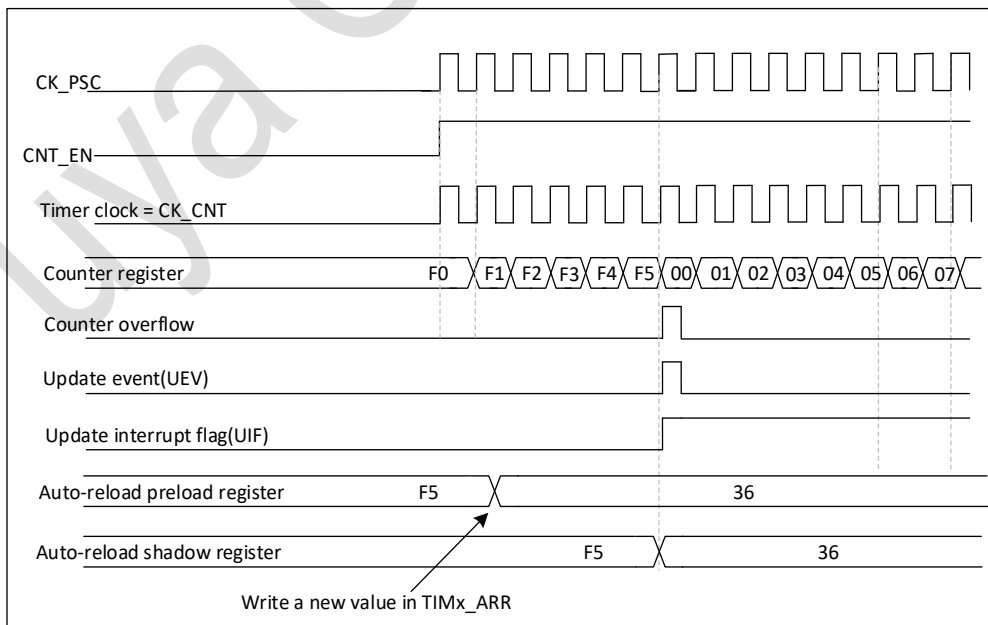 CK_PSC
CNT_EN
Timer clock = CK_CNT
Counter register F0 F1 F2 F3 F4 F5 00 01 02 03 04 05 06 07
Counter overflow
Update event(UEV)
Update interrupt flag(UIF)
Auto-reload preload register F5 36
Auto-reload shadow register F5 36
Write a new value in TIMx_ARR